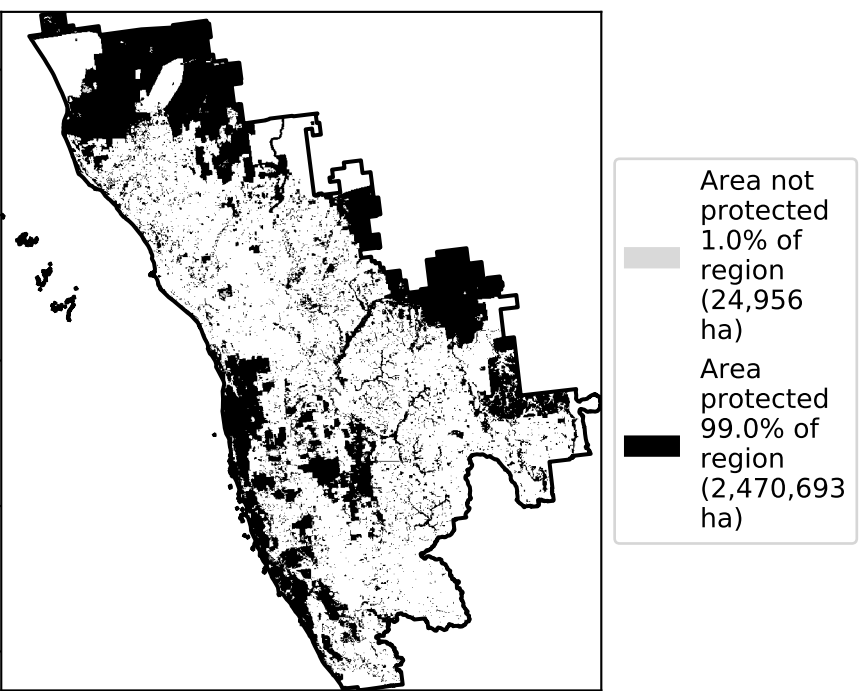 Area not
protected
1.0% of
region
(24,956
ha)
Area
protected
99.0% of
region
(2,470,693
ha)